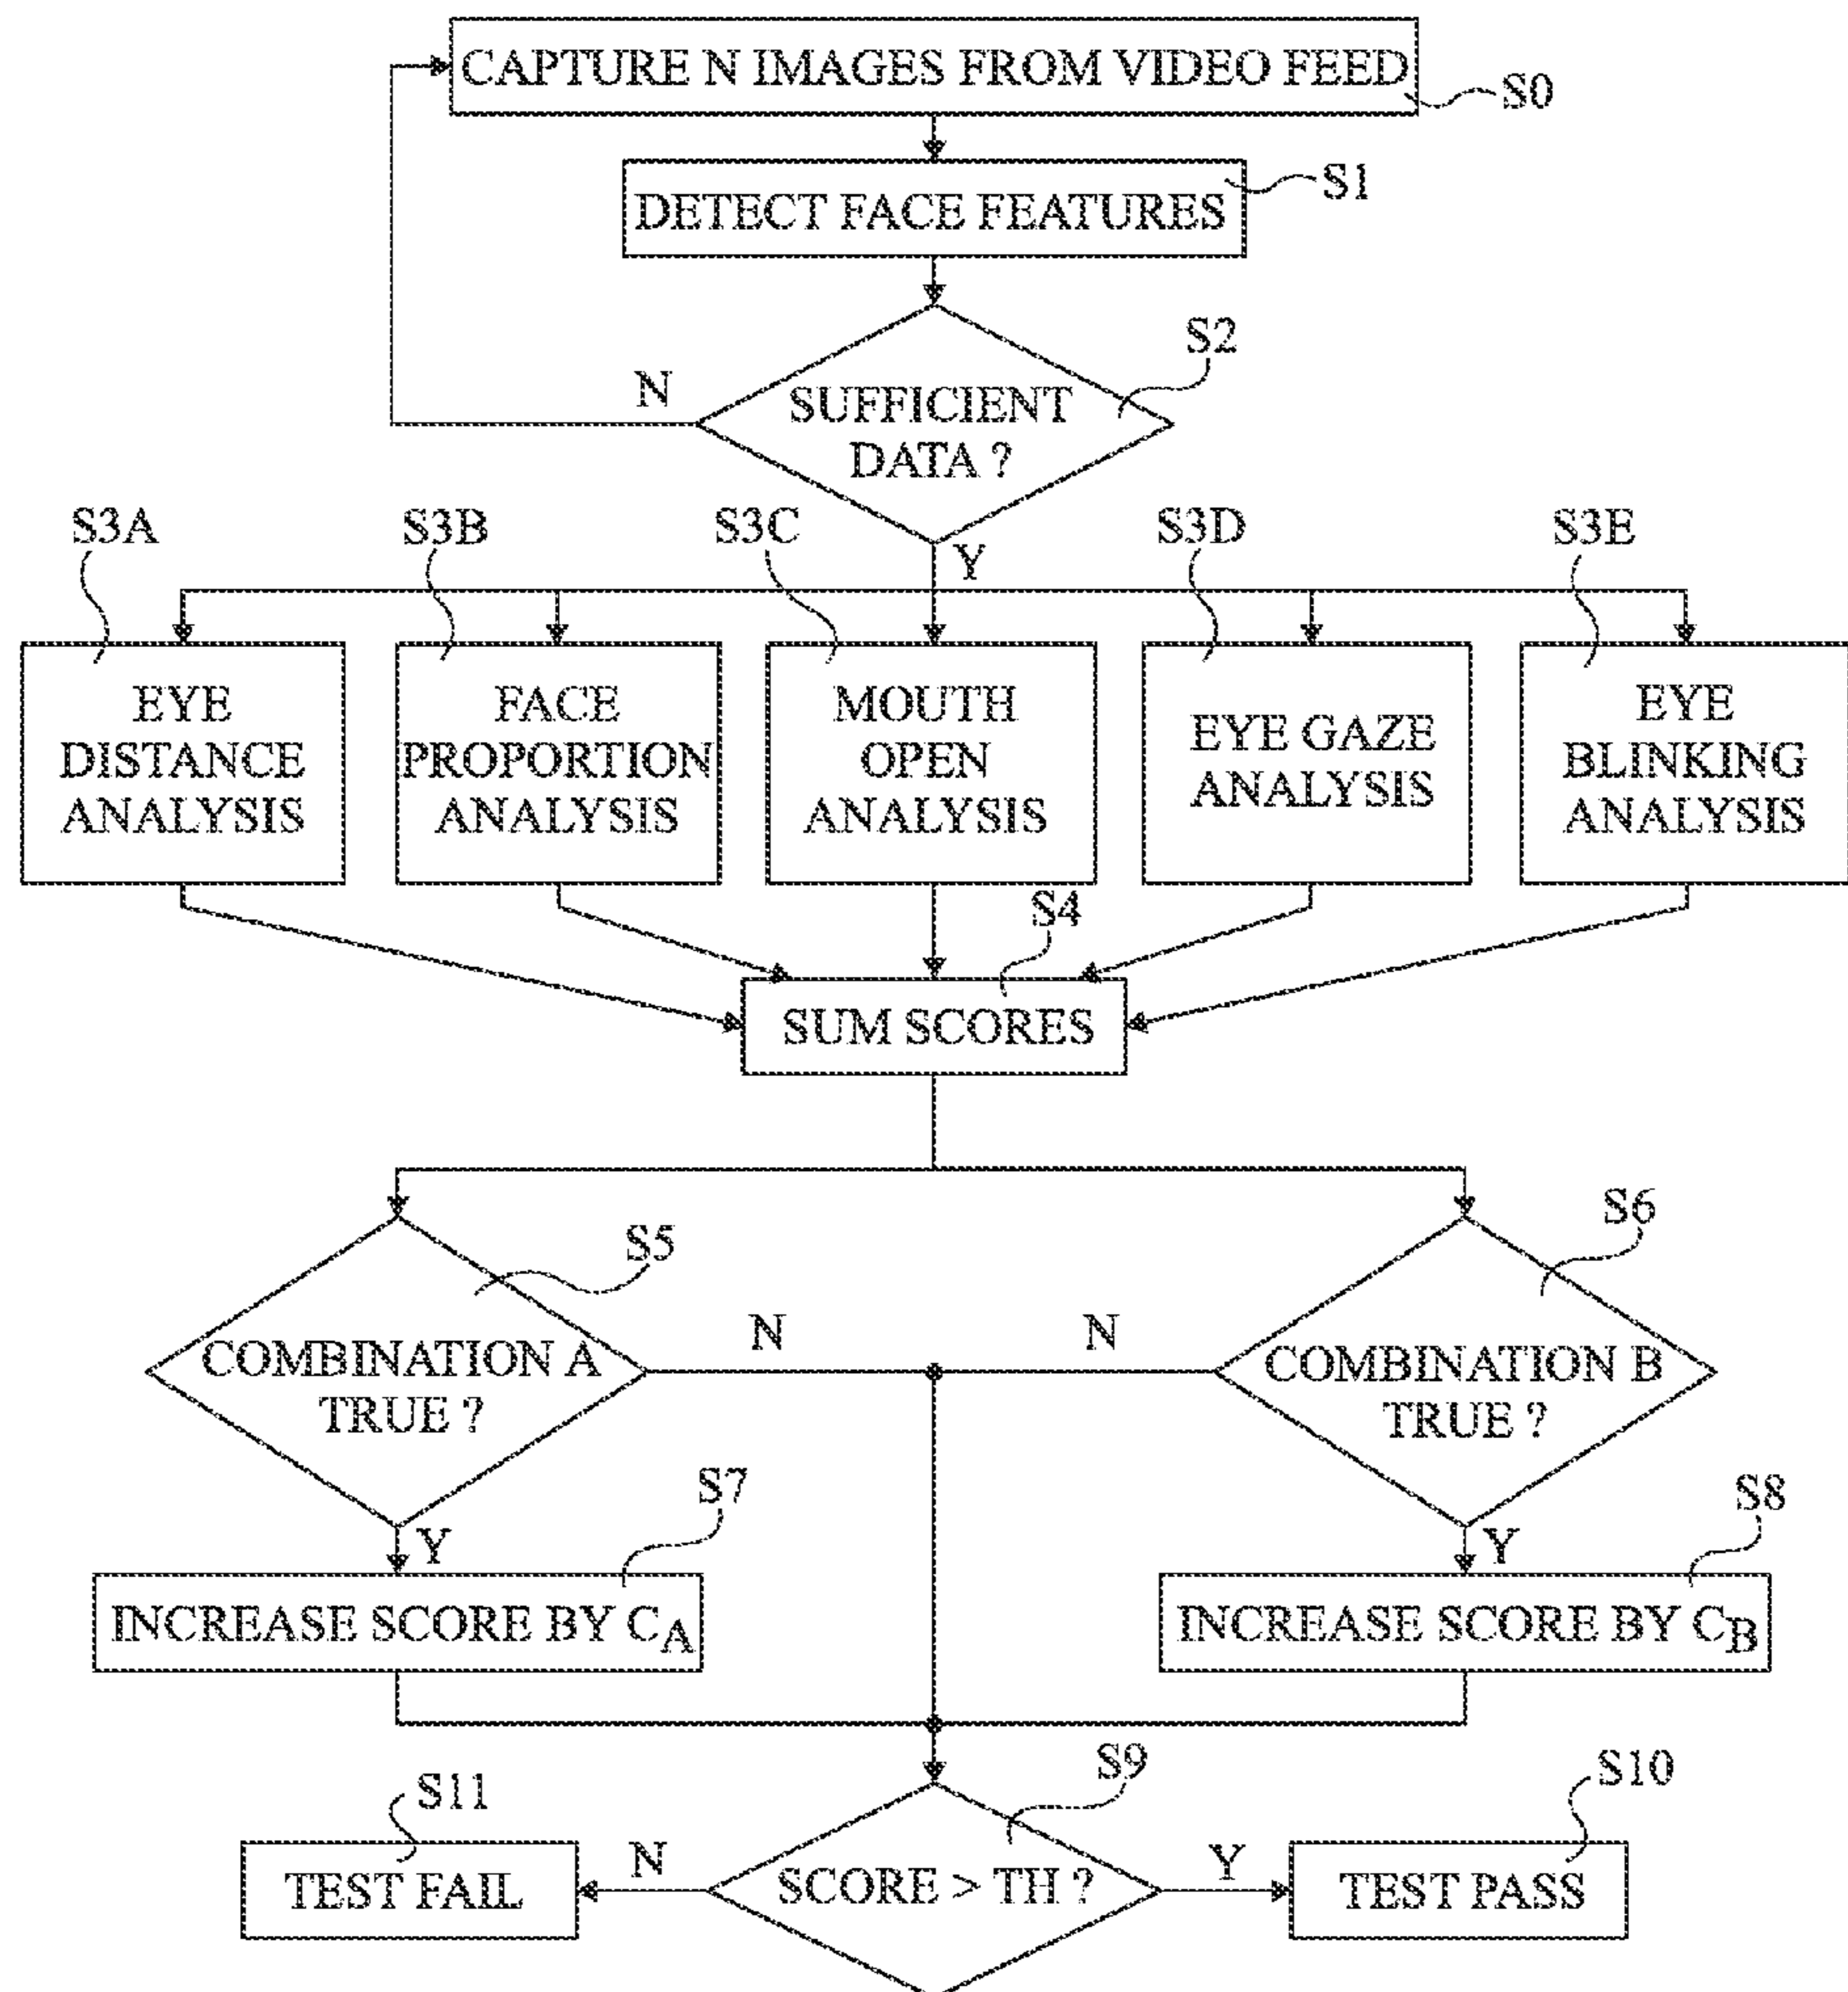 CAPTURE N IMAGES FROM VIDEO FEED
S0
S1
DETECT FACE FEATURES
S2
N
SUFFICIENT
DATA ?
Y
S3A
S3B
S3C
S3D
S3E
EYE
DISTANCE
ANALYSIS
FACE
PROPORTION
ANALYSIS
MOUTH
OPEN
ANALYSIS
EYE GAZE
ANALYSIS
EYE
BLINKING
ANALYSIS
S4
SUM SCORES
S5
S6
COMBINATION A
TRUE ?
N
N
COMBINATION B
TRUE ?
S7
S8
Y
Y
INCREASE SCORE BY CA
INCREASE SCORE BY CB
S9
S10
S11
TEST FAIL
N
SCORE > TH ?
Y
TEST PASS